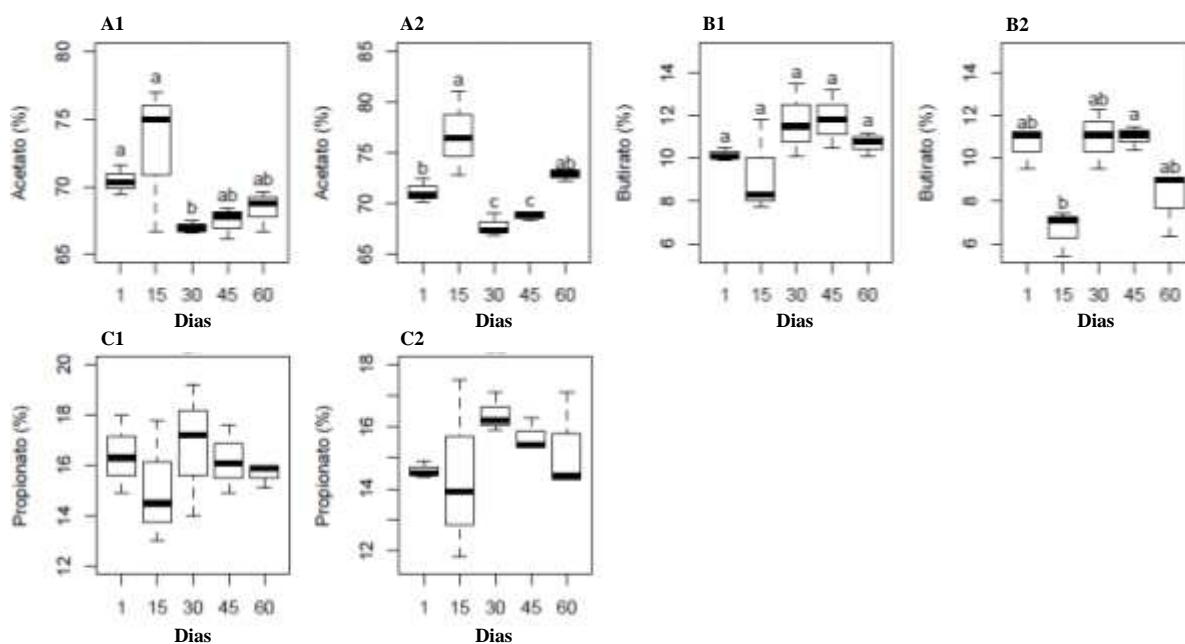 A1
80
75
70
65
Acetato (%)
a
a
b
ab
ab
1 15 30 45 60
Dias
A2
85
80
75
70
65
Acetato (%)
b
a
c
c
ab
1 15 30 45 60
Dias
B1
14
12
10
8
6
Butirato (%)
a
a
a
a
a
1 15 30 45 60
Dias
B2
14
12
10
8
6
Butirato (%)
ab
b
ab
a
ab
1 15 30 45 60
Dias
C1
20
18
16
14
12
Propionato (%)
1 15 30 45 60
Dias
C2
18
16
14
12
Propionato (%)
1 15 30 45 60
Dias